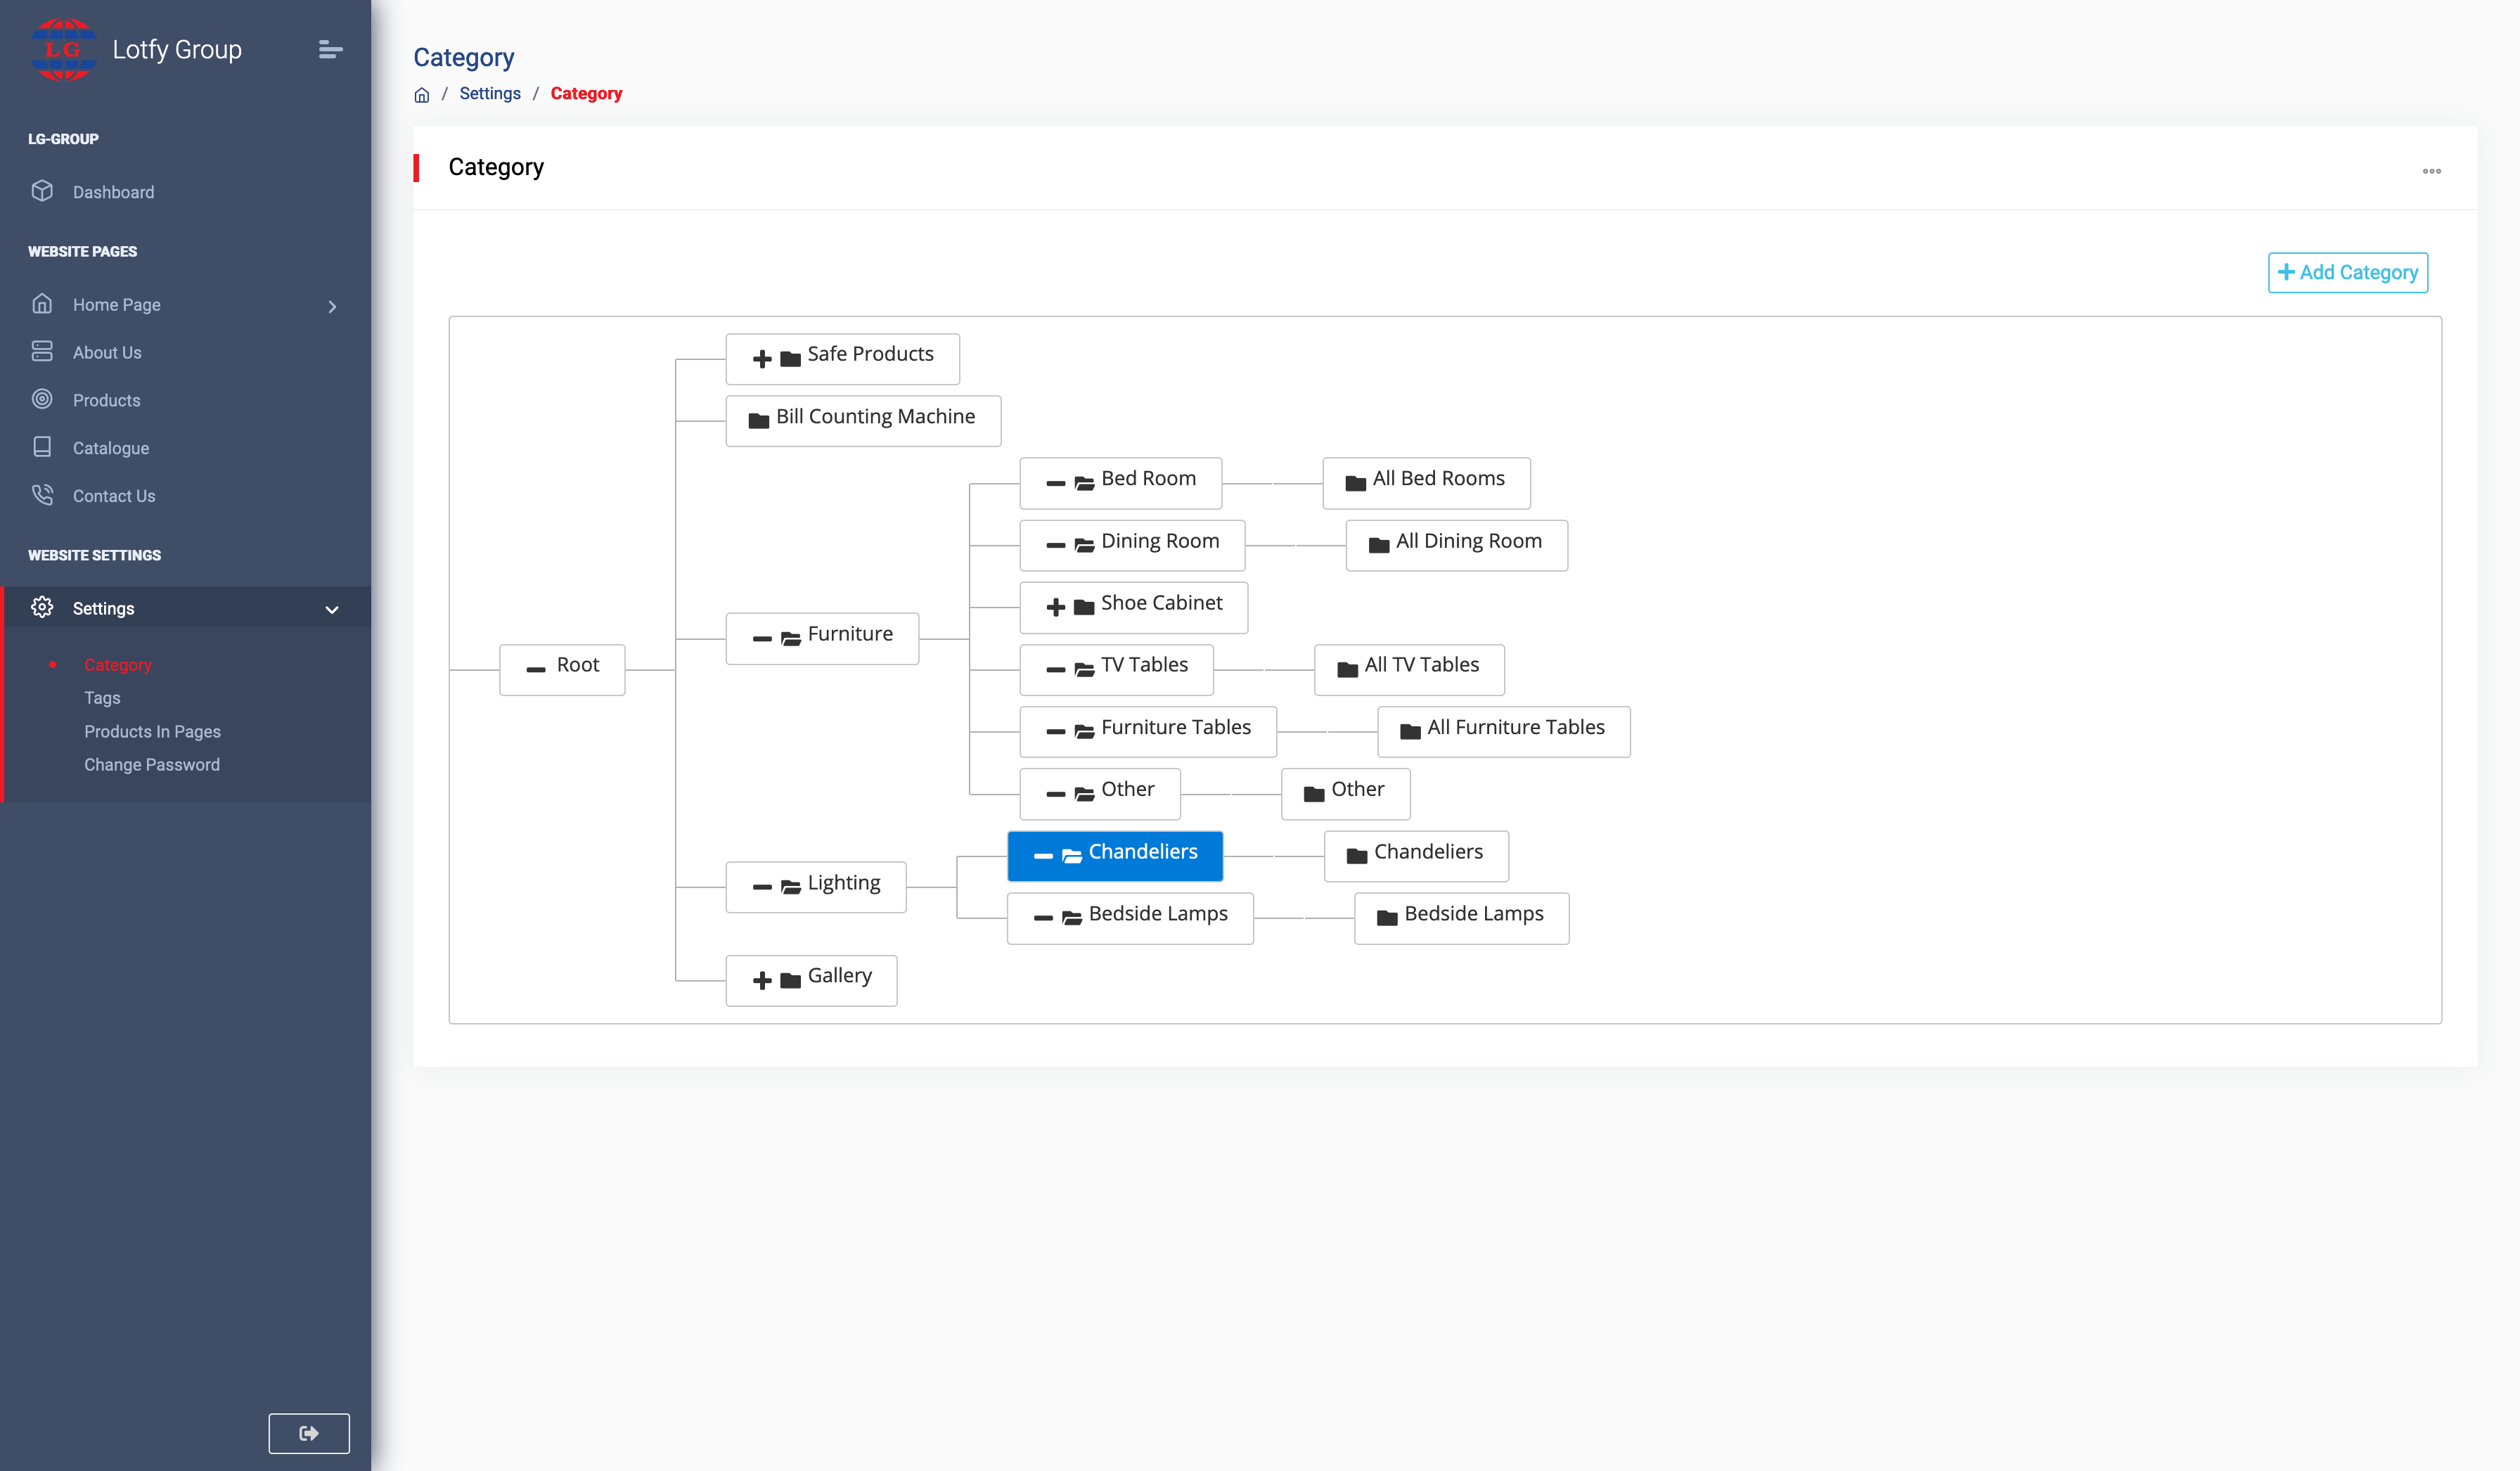 LG
Lotfy Group
LG-GROUP
Dashboard
WEBSITE PAGES
Home Page
About Us
Products
Catalogue
Contact Us
WEBSITE SETTINGS
Settings
Category
Tags
Products In Pages
Change Password
Category
/ Settings / Category
Category
Add Category
Safe Products
Bill Counting Machine
Bed Room
All Bed Rooms
Dining Room
All Dining Room
Shoe Cabinet
Furniture
Root
TV Tables
All TV Tables
Furniture Tables
All Furniture Tables
Other
Other
Chandeliers
Chandeliers
Lighting
Bedside Lamps
Bedside Lamps
Gallery